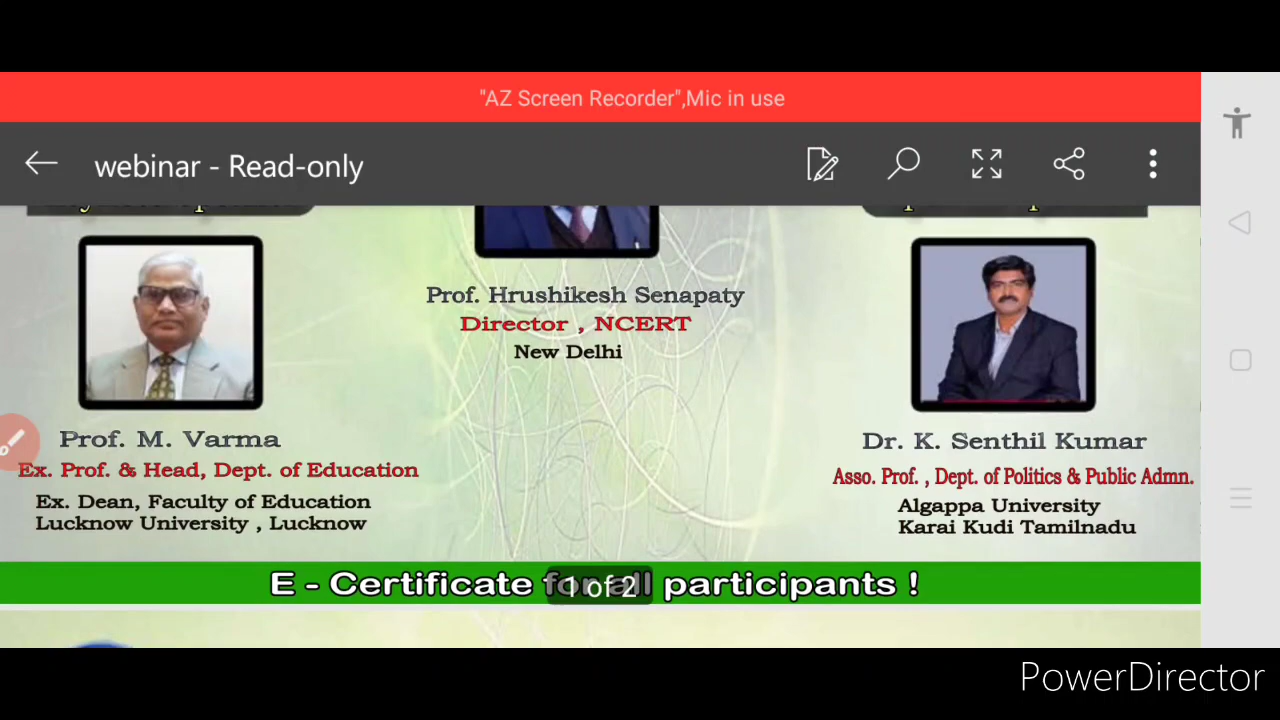 "AZ Screen Recorder",Mic in use
webinar - Read-only
Prof. Hrushikesh Senapaty
Director , NCERT
New Delhi
Prof. M. Varma
Ex. Prof. & Head, Dept. of Education
Ex. Dean, Faculty of Education
Lucknow University , Lucknow
Dr. K. Senthil Kumar
Asso. Prof. , Dept. of Politics & Public Admn.
Algappa University
Karai Kudi Tamilnadu
E - Certificate for all participants !
1 of 2
PowerDirector